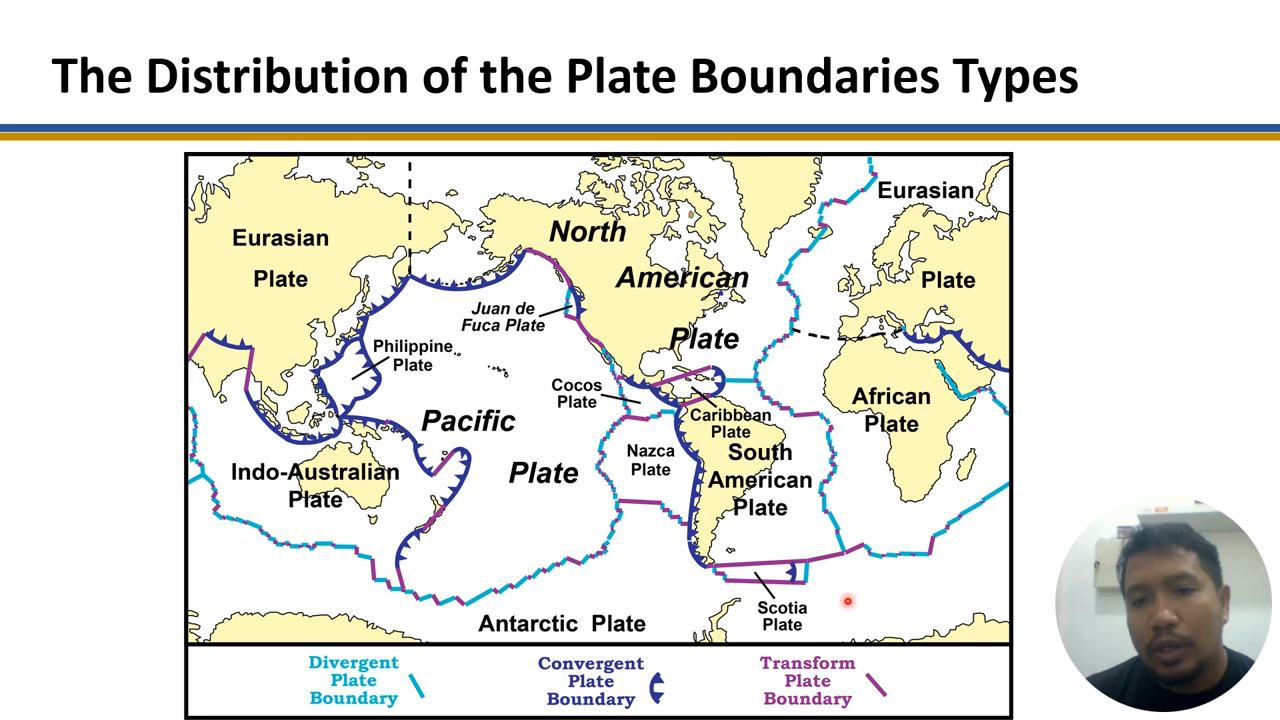 The Distribution of the Plate Boundaries Types
Eurasian
Plate
North
American
Plate
Eurasian
Plate
Juan de
Fuca Plate
Philippine
Plate
Cocos
Plate
Caribbean
Plate
African
Plate
Pacific
Plate
Nazca
Plate
South
American
Plate
Indo-Australian
Plate
Scotia
Plate
Antarctic Plate
Divergent
Plate
Boundary
Convergent
Plate
Boundary
Transform
Plate
Boundary